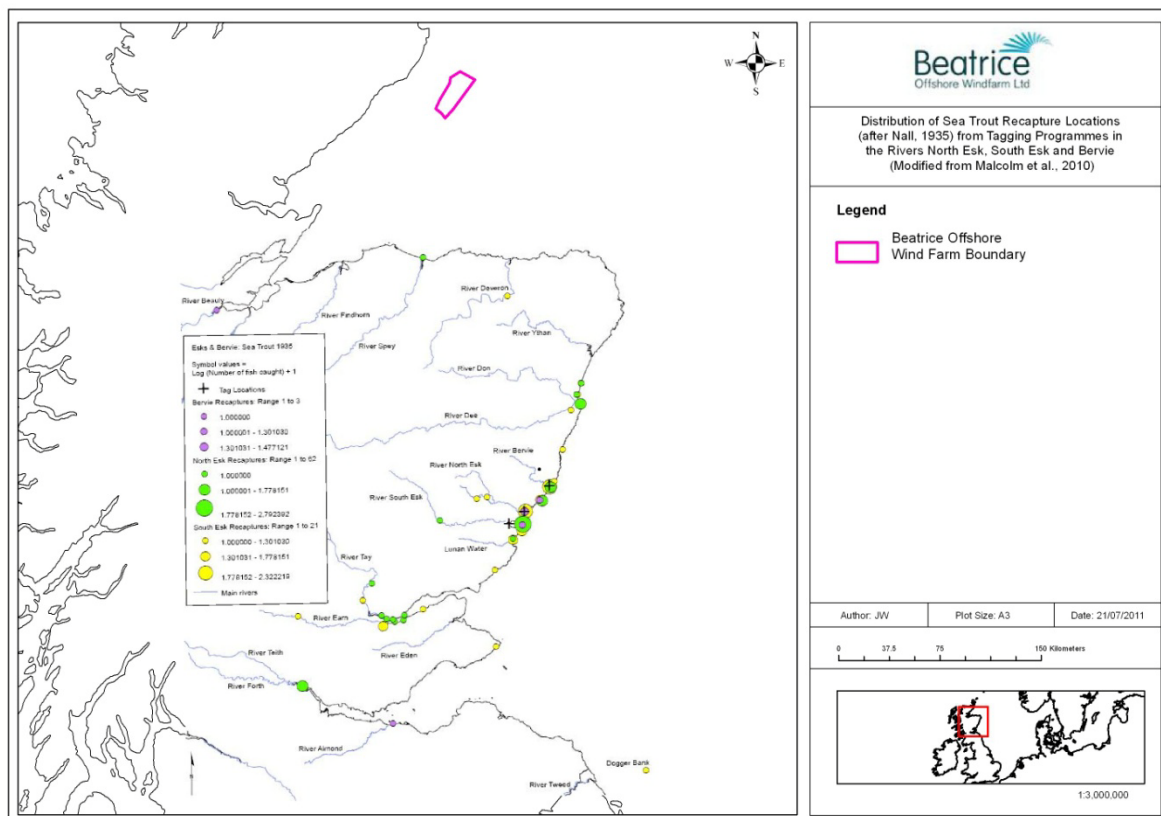 N
W E
S
River Beauly
River Findhorn
River Spey
River Deveron
River Ythan
River Don
River Dee
River Bervie
River North Esk
River South Esk
Lunan Water
River Tay
River Earn
River Eden
River Teith
River Forth
River Almond
Dogger Bank
River Tweed
Esks & Bervie: Sea Trout 1935
Symbol values =
Log (Number of fish caught) + 1
Tag Locations
Bervie Recaptures: Range 1 to 3
1.000000
1.000001 - 1.301030
1.301031 - 1.477121
North Esk Recaptures: Range 1 to 62
1.000000
1.000001 - 1.778151
1.778152 - 2.792392
South Esk Recaptures: Range 1 to 21
1.000000 - 1.301030
1.301031 - 1.778151
1.778152 - 2.322219
Main rivers
Beatrice
Offshore Windfarm Ltd
Distribution of Sea Trout Recapture Locations
(after Nall, 1935) from Tagging Programmes in
the Rivers North Esk, South Esk and Bervie
(Modified from Malcolm et al., 2010)
Legend
Beatrice Offshore
Wind Farm Boundary
Author: JW Plot Size: A3 Date: 21/07/2011
0 37.5 75 150 Kilometers
1:3,000,000